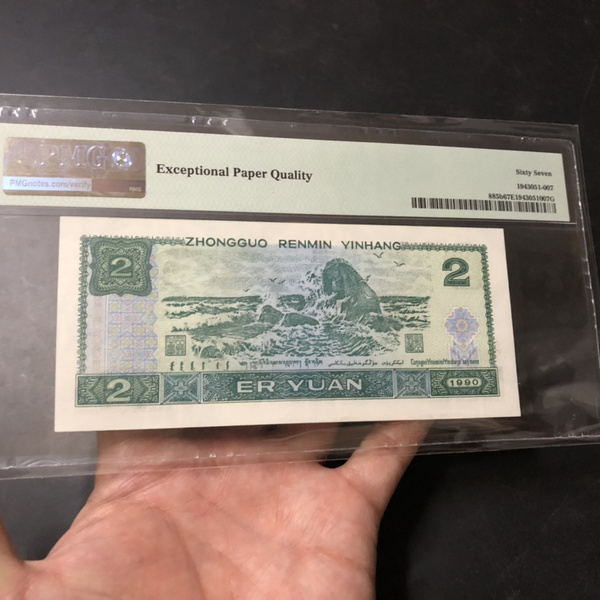 PMG
PMGnotes.com/verify
Exceptional Paper Quality
Sixty Seven
1943051-007
885b67E1943051007G
ZHONGGUO RENMIN YINHANG
2
2
2
ER YUAN
1990